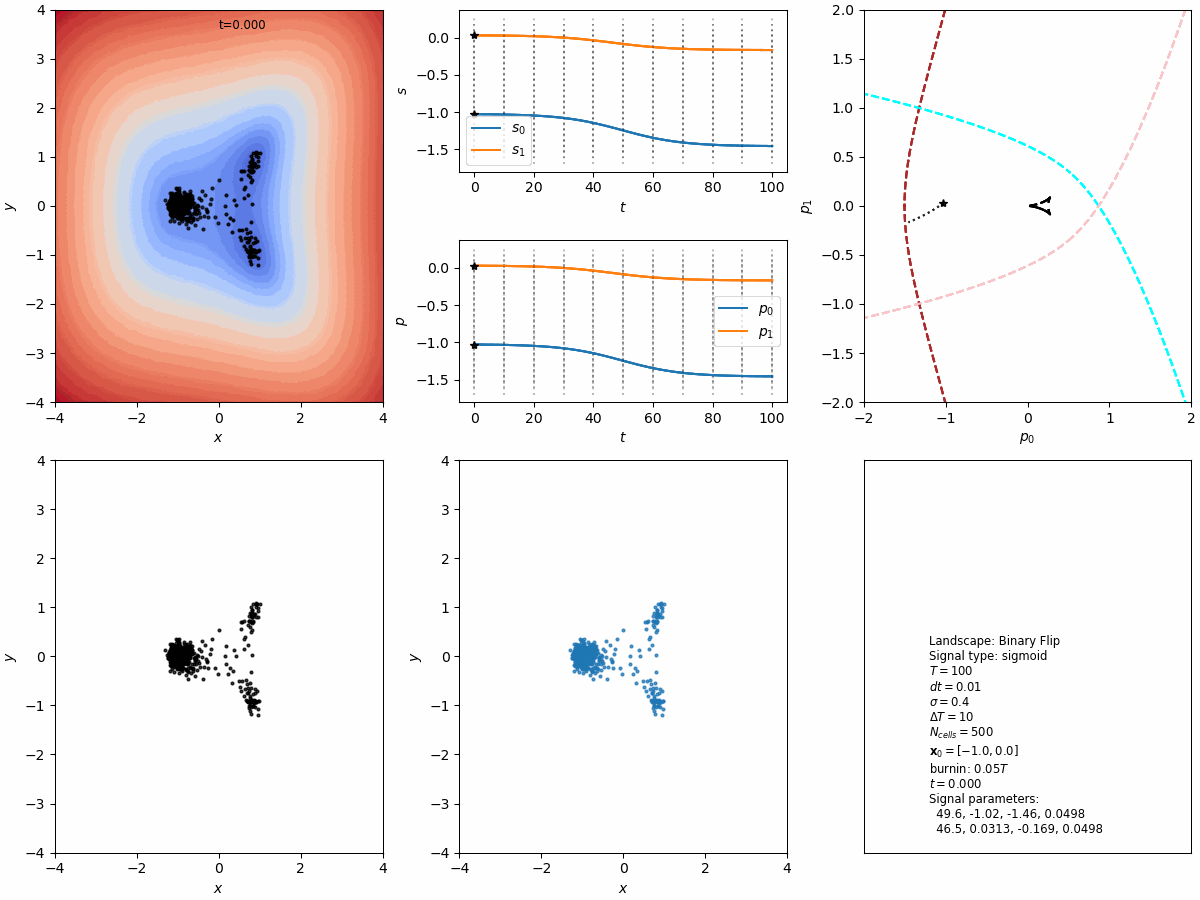 t=0.000
4
3
2
1
0
−1
−2
−3
−4
y
−4
−2
0
2
4
x
0.0
−0.5
−1.0
−1.5
s
s₀
s₁
0
20
40
60
80
100
t
0.0
−0.5
−1.0
−1.5
p
p₀
p₁
0
20
40
60
80
100
t
2.0
1.5
1.0
0.5
0.0
−0.5
−1.0
−1.5
−2.0
p₁
−2
−1
0
1
2
p₀
4
3
2
1
0
−1
−2
−3
−4
y
−4
−2
0
2
4
x
4
3
2
1
0
−1
−2
−3
−4
y
−4
−2
0
2
4
x
Landscape: Binary Flip
Signal type: sigmoid
T = 100
dt = 0.01
σ = 0.4
ΔT = 10
N_cells = 500
x₀ = [−1.0, 0.0]
burnin: 0.05T
t = 0.000
Signal parameters:
49.6, -1.02, -1.46, 0.0498
46.5, 0.0313, -0.169, 0.0498